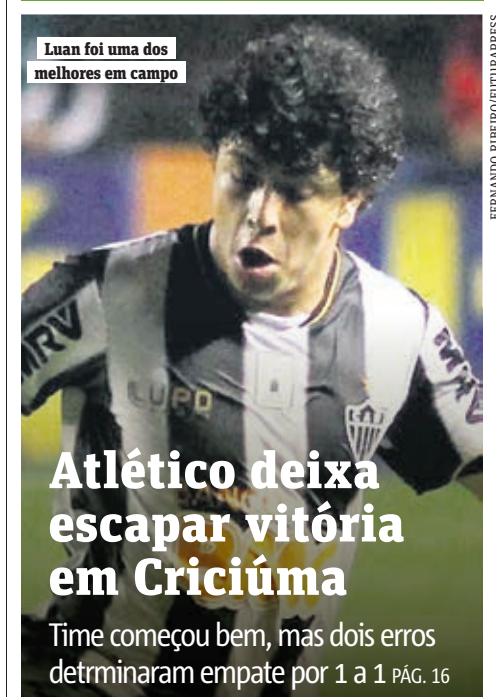 Luan foi uma dos
melhores em campo
FERNANDO RIBEIRO/FUTURAPRESS
MRV
MRV
LUPO
Atlético deixa
escapar vitória
em Criciúma
Time começou bem, mas dois erros
detrminaram empate por 1 a 1 PÁG. 16